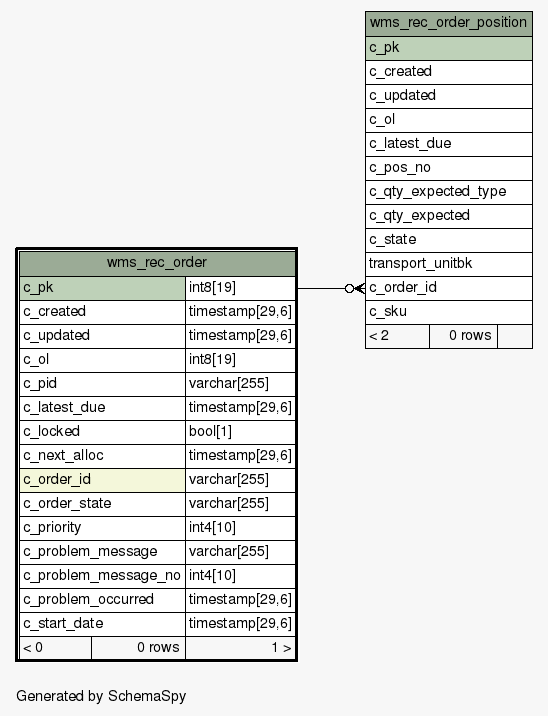 wms_rec_order_position
c_pk
c_created
c_updated
c_ol
c_latest_due
c_pos_no
c_qty_expected_type
c_qty_expected
c_state
transport_unitbk
c_order_id
c_sku
< 2 0 rows
wms_rec_order
c_pk int8[19]
c_created timestamp[29,6]
c_updated timestamp[29,6]
c_ol int8[19]
c_pid varchar[255]
c_latest_due timestamp[29,6]
c_locked bool[1]
c_next_alloc timestamp[29,6]
c_order_id varchar[255]
c_order_state varchar[255]
c_priority int4[10]
c_problem_message varchar[255]
c_problem_message_no int4[10]
c_problem_occurred timestamp[29,6]
c_start_date timestamp[29,6]
< 0 0 rows 1 >
Generated by SchemaSpy